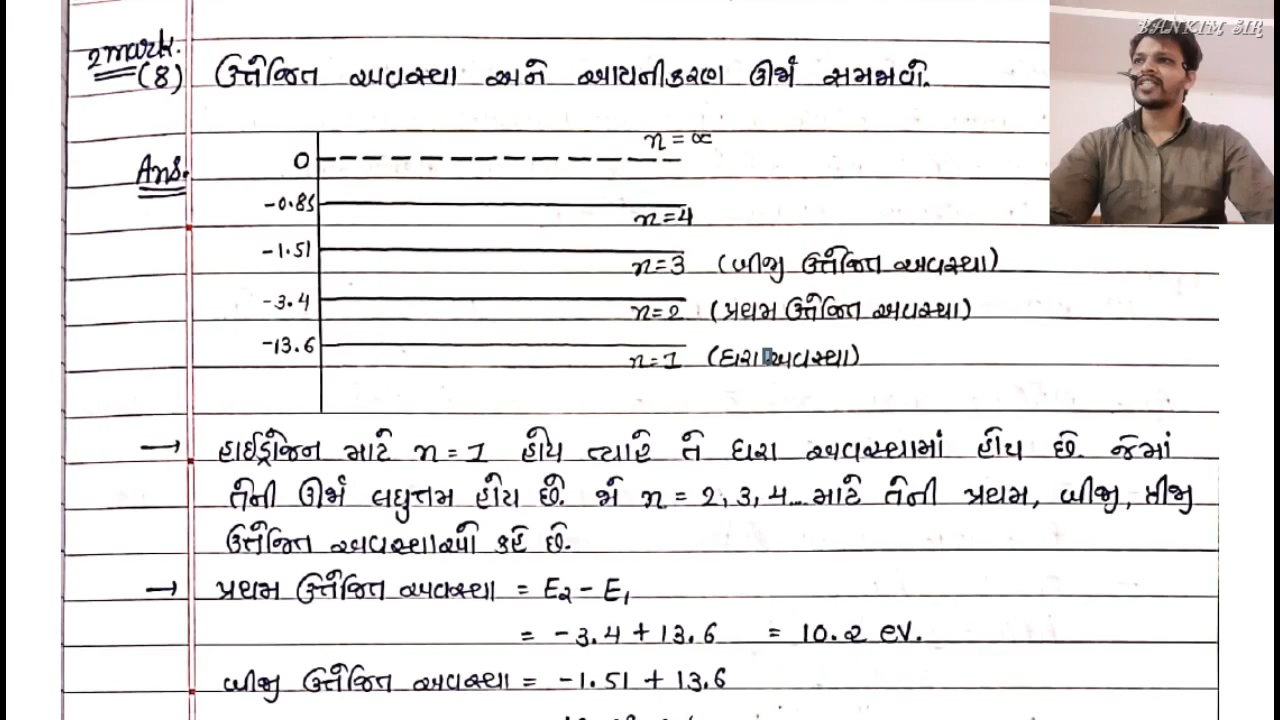 BANKIM SIR
2 mark.
(8) ઉત્તેજિત અવસ્થા અને આયનીકરણ ઊર્જા સમજાવો.
Ans.
n = ∝
0
-0.85
n=4
-1.51
n=3 (બીજી ઉત્તેજિત અવસ્થા)
-3.4
n=2 (પ્રથમ ઉત્તેજિત અવસ્થા)
-13.6
n=1 (ધરા અવસ્થા)
→ હાઈડ્રોજન માટે n = 1 હોય ત્યારે તે ધરા અવસ્થામાં હોય છે. જેમાં
તેની ઊર્જા લઘુત્તમ હોય છે. જો n = 2, 3, 4... માટે તેની પ્રથમ, બીજી, ત્રીજી
ઉત્તેજિત અવસ્થાઓ કહે છે.
→ પ્રથમ ઉત્તેજિત અવસ્થા = E₂ - E₁
= -3.4 + 13.6 = 10.2 eV.
બીજી ઉત્તેજિત અવસ્થા = -1.51 + 13.6